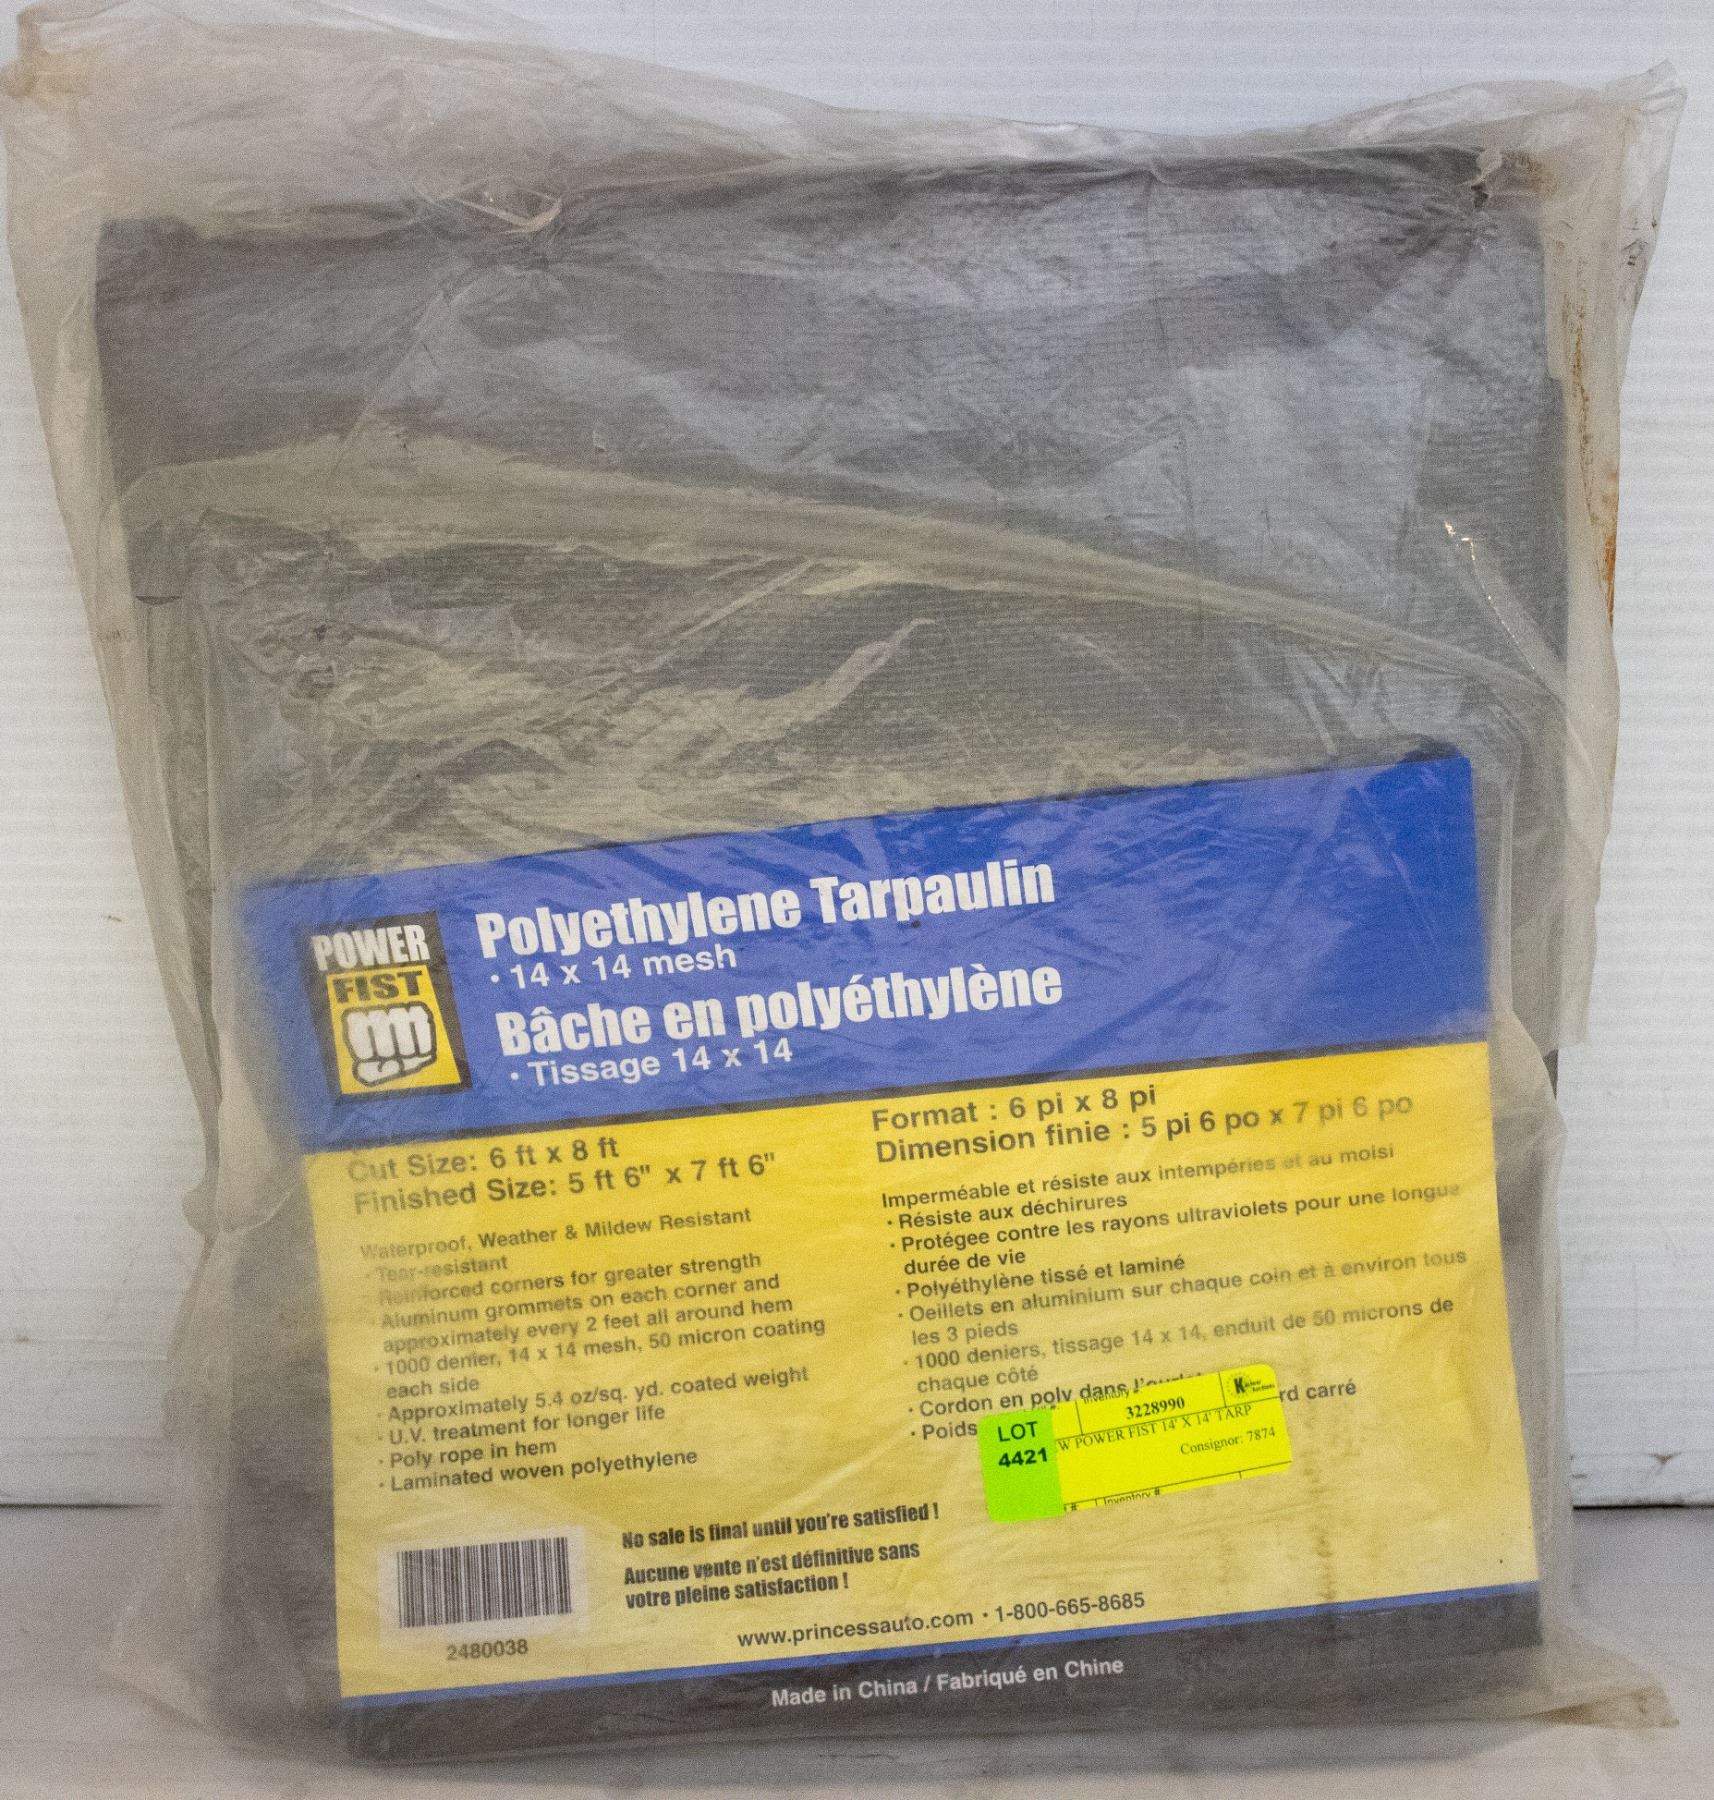 POWER
FIST
Polyethylene Tarpaulin
• 14 x 14 mesh
Bâche en polyéthylène
• Tissage 14 x 14
Cut Size: 6 ft x 8 ft
Finished Size: 5 ft 6" x 7 ft 6"
Waterproof, Weather & Mildew Resistant
• Tear-resistant
• Reinforced corners for greater strength
• Aluminum grommets on each corner and
approximately every 2 feet all around hem
• 1000 denier, 14 x 14 mesh, 50 micron coating
each side
• Approximately 5.4 oz/sq. yd. coated weight
• U.V. treatment for longer life
• Poly rope in hem
• Laminated woven polyethylene
Format : 6 pi x 8 pi
Dimension finie : 5 pi 6 po x 7 pi 6 po
Imperméable et résiste aux intempéries et au moisi
• Résiste aux déchirures
• Protégee contre les rayons ultraviolets pour une longue
durée de vie
• Polyéthylène tissé et laminé
• Oeillets en aluminium sur chaque coin et à environ tous
les 3 pieds
• 1000 deniers, tissage 14 x 14, enduit de 50 microns de
chaque côté
• Cordon en poly dans
• Poids rd carré
LOT
4421
Inventory #
3228990
W POWER FIST 14' X 14' TARP
Consignor: 7874
# Inventory #
No sale is final until you're satisfied !
Aucune vente n'est définitive sans
votre pleine satisfaction !
www.princessauto.com • 1-800-665-8685
2480038
Made in China / Fabriqué en Chine